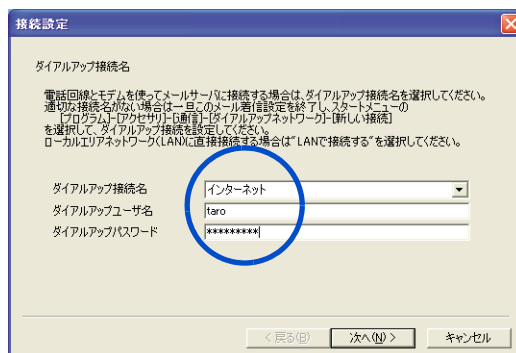 接続設定
ダイアルアップ接続名
電話回線とモデムを使ってメールサーバに接続する場合は、ダイアルアップ接続名を選択してください。
適切な接続名がない場合は一旦このメール着信設定を終了し、スタートメニューの
[プログラム]-[アクセサリ]-[通信]-[ダイアルアップネットワーク]-[新しい接続]
を選択して、ダイアルアップ接続を設定してください。
ローカルエリアネットワーク(LAN)に直接接続する場合は"LANで接続する"を選択してください。
ダイアルアップ接続名 インターネット
ダイアルアップユーザ名 taro
ダイアルアップパスワード *********
< 戻る(B) 次へ(N) > キャンセル